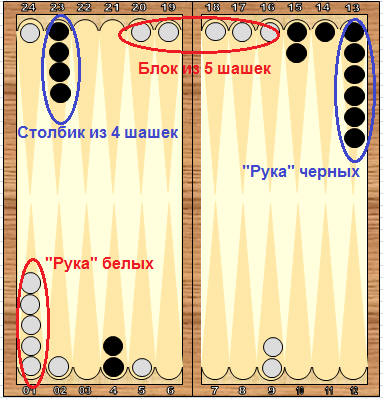 24 23 22 21 20 19 18 17 16 15 14 13
Блок из 5 шашек
Столбик из 4 шашек
"Рука" черных
"Рука" белых
01 02 03 4 5 6 7 8 9 10 11 12